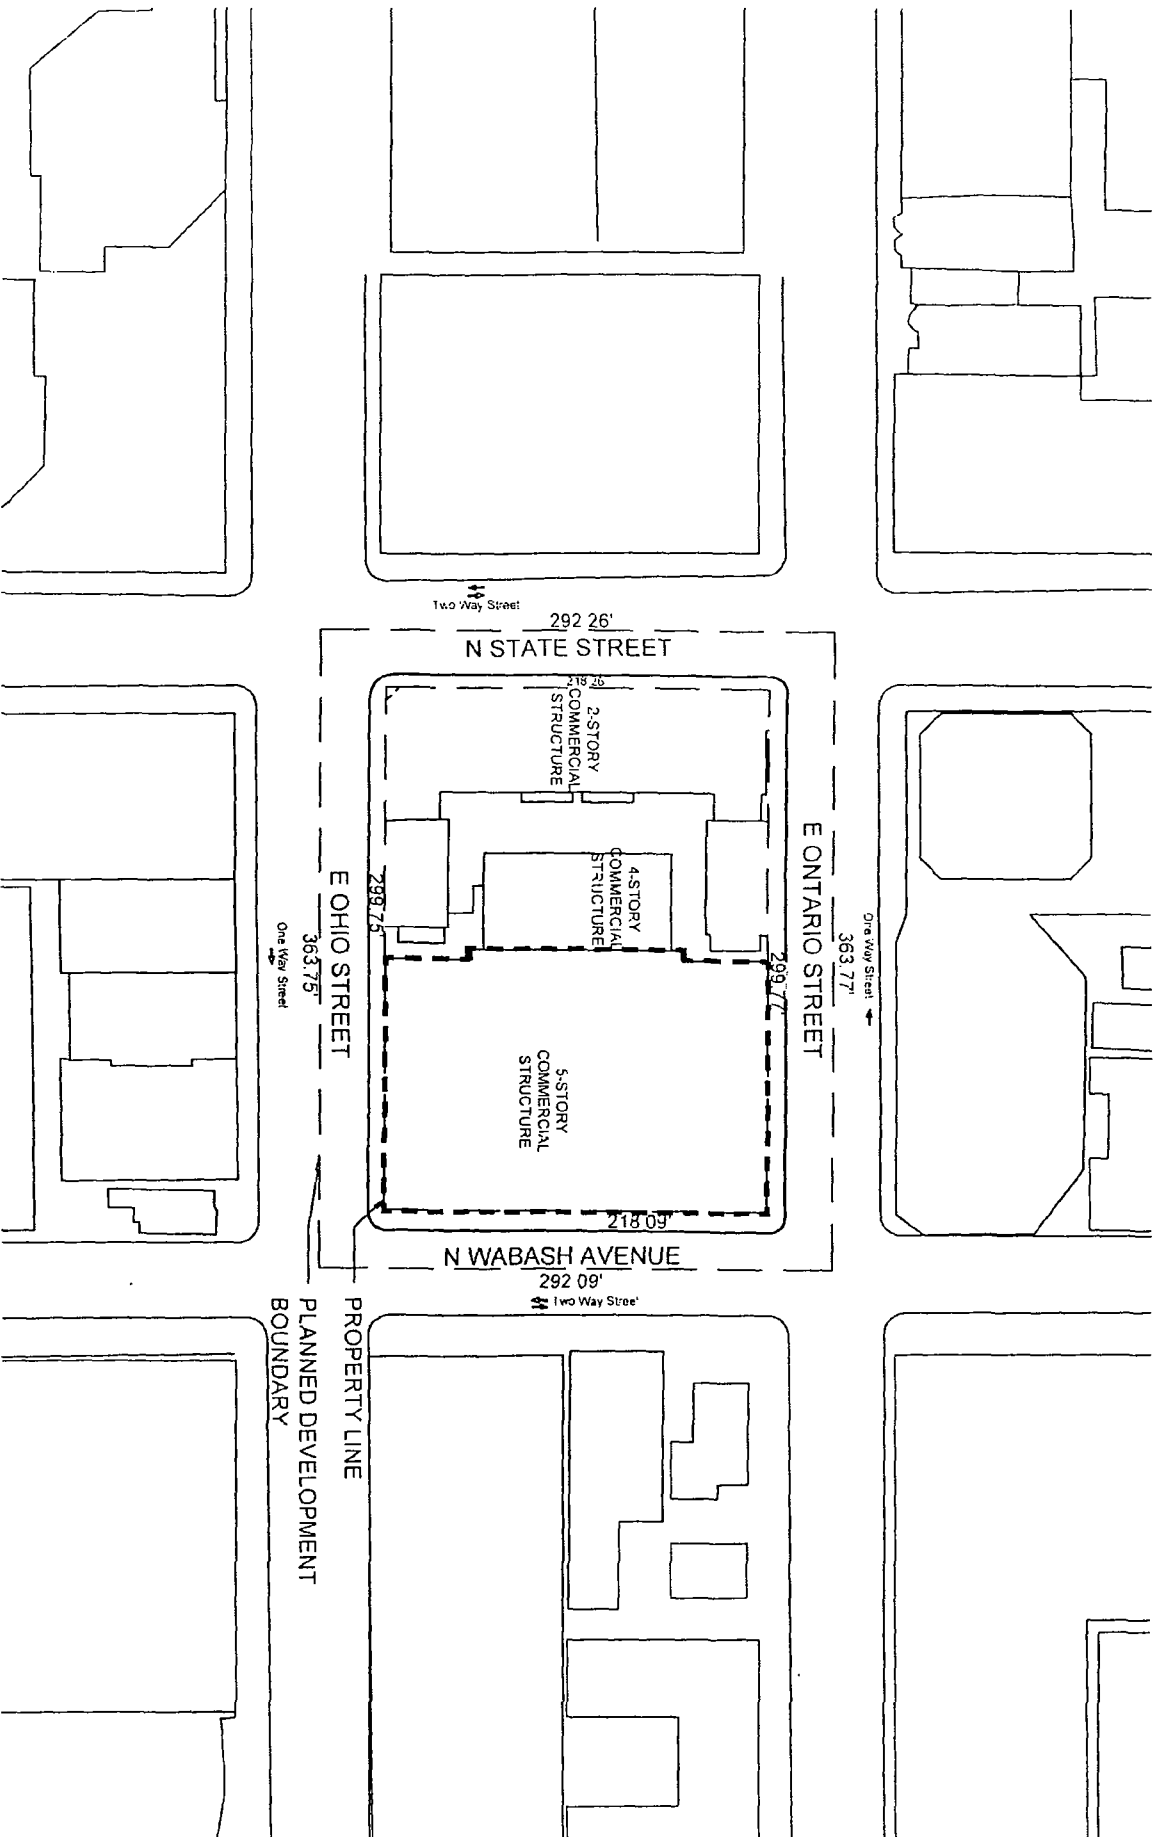 Two Way Street
292 26'
N STATE STREET
218 26
2-STORY
COMMERCIAL
STRUCTURE
4-STORY
COMMERCIAL
STRUCTURE
E ONTARIO STREET
363.77'
One Way Street
299.77'
299.75
E OHIO STREET
363.75'
One Way Street
5-STORY
COMMERCIAL
STRUCTURE
218 09'
N WABASH AVENUE
292 09'
Two Way Stree'
PROPERTY LINE
PLANNED DEVELOPMENT
BOUNDARY